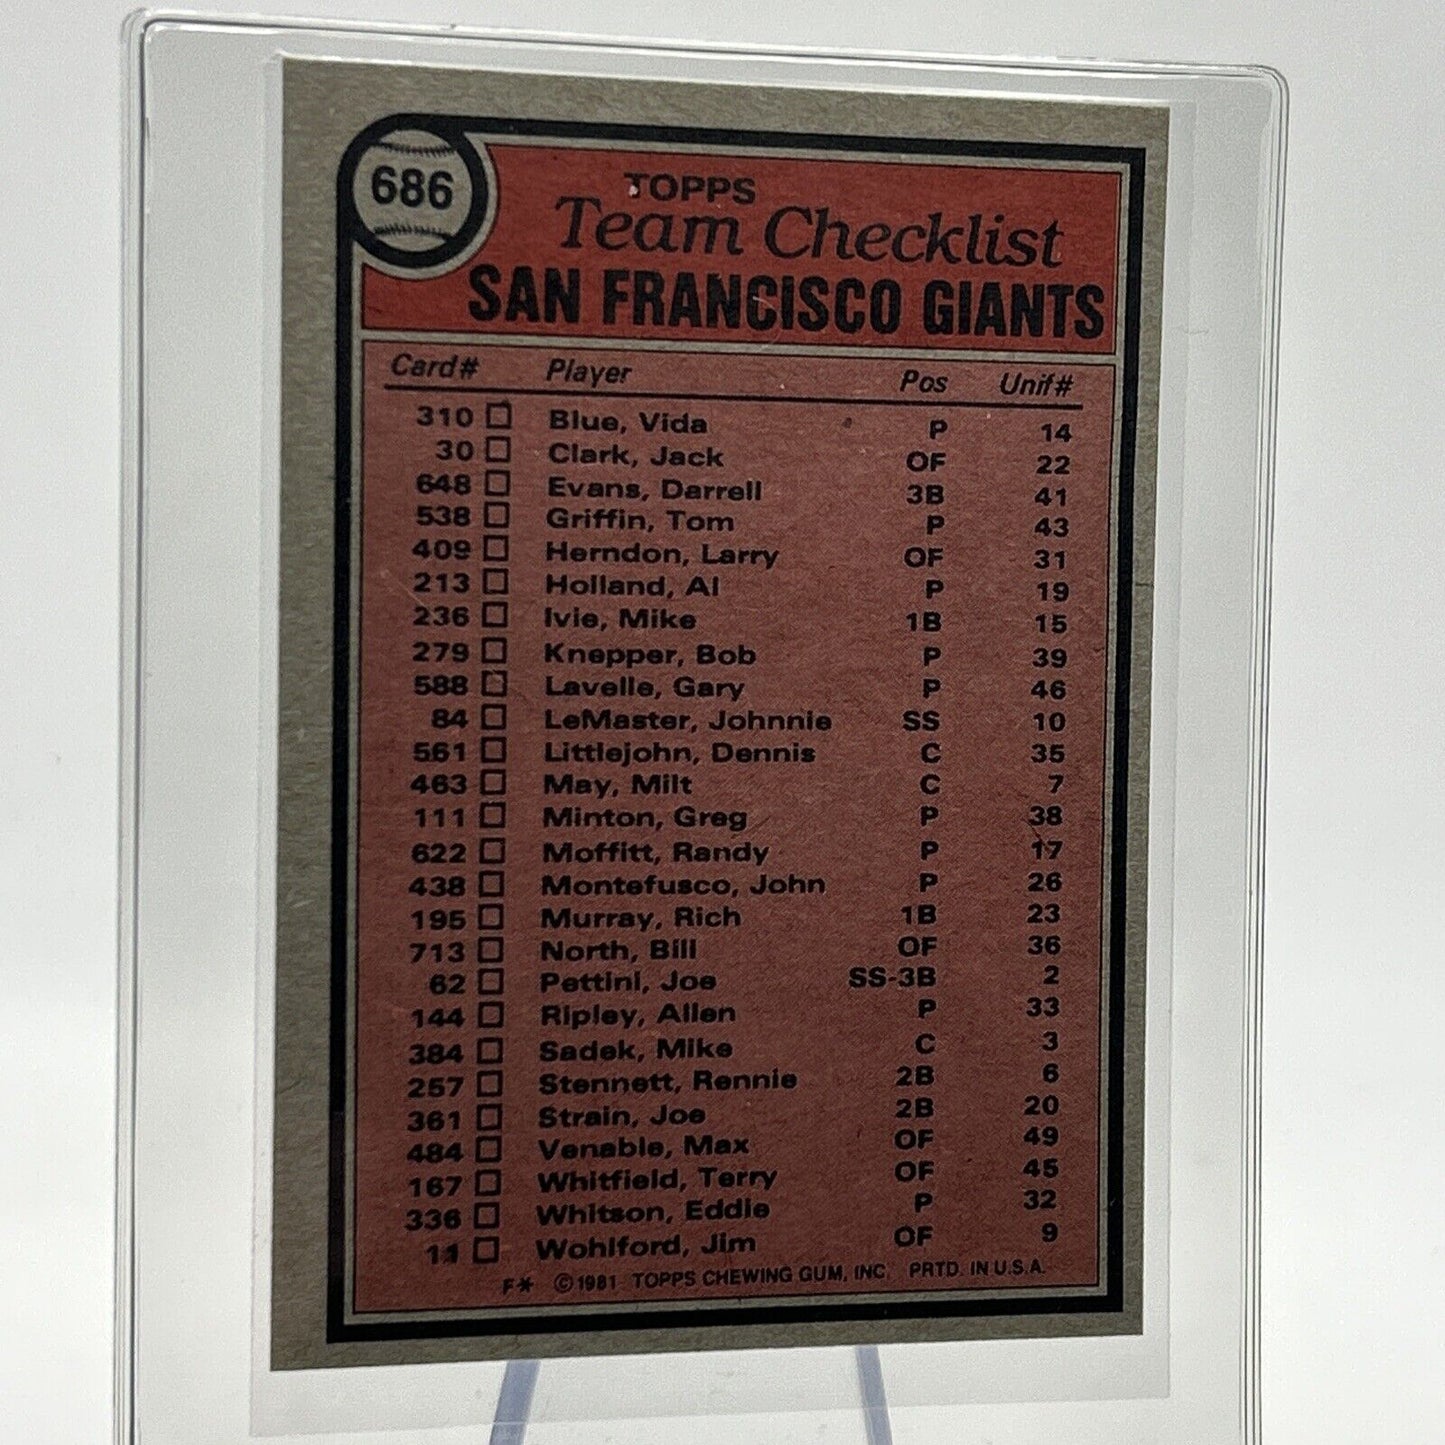 686
TOPPS
Team Checklist
SAN FRANCISCO GIANTS
Card# Player Pos Unif#
310 Blue, Vida P 14
30 Clark, Jack OF 22
648 Evans, Darrell 3B 41
538 Griffin, Tom P 43
409 Herndon, Larry OF 31
213 Holland, Al P 19
236 Ivie, Mike 1B 15
279 Knepper, Bob P 39
588 Lavelle, Gary P 46
84 LeMaster, Johnnie SS 10
561 Littlejohn, Dennis C 35
463 May, Milt C 7
111 Minton, Greg P 38
622 Moffitt, Randy P 17
438 Montefusco, John P 26
195 Murray, Rich 1B 23
713 North, Bill OF 36
62 Pettini, Joe SS-3B 2
144 Ripley, Allen P 33
384 Sadek, Mike C 3
257 Stennett, Rennie 2B 6
361 Strain, Joe 2B 20
484 Venable, Max OF 49
167 Whitfield, Terry OF 45
336 Whitson, Eddie P 32
11 Wohlford, Jim OF 9
F* ©1981 TOPPS CHEWING GUM, INC. PRTD. IN U.S.A.